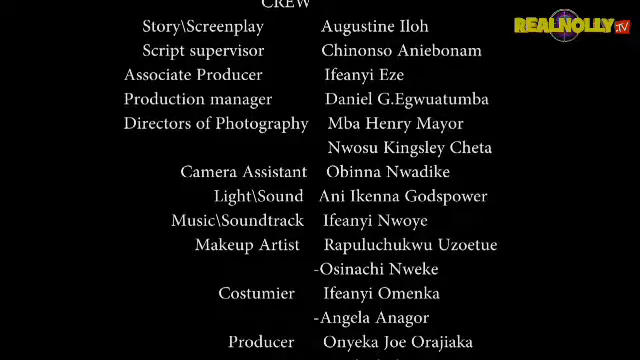 CREW
REALNOLLY.TV
Story\Screenplay Augustine Iloh
Script supervisor Chinonso Aniebonam
Associate Producer Ifeanyi Eze
Production manager Daniel G.Egwuatumba
Directors of Photography Mba Henry Mayor
Nwosu Kingsley Cheta
Camera Assistant Obinna Nwadike
Light\Sound Ani Ikenna Godspower
Music\Soundtrack Ifeanyi Nwoye
Makeup Artist Rapuluchukwu Uzoetue
-Osinachi Nweke
Costumier Ifeanyi Omenka
-Angela Anagor
Producer Onyeka Joe Orajiaka